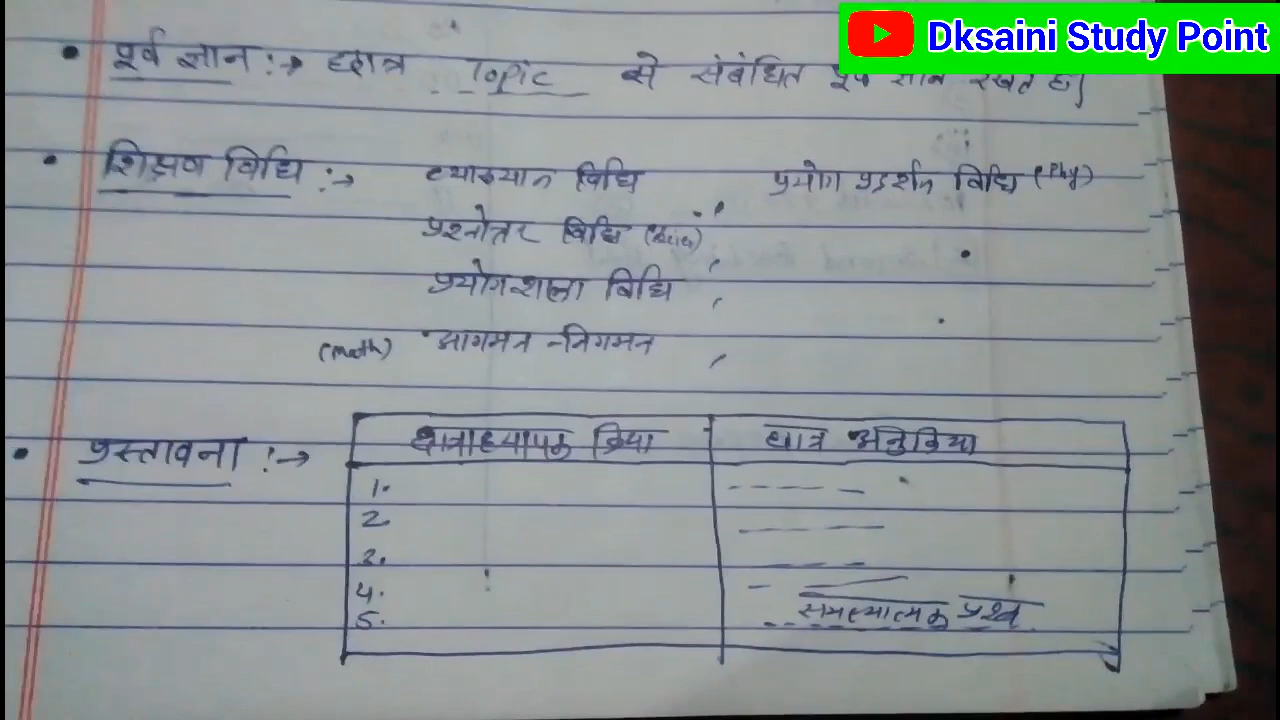 Dksaini Study Point
• पूर्व ज्ञान :→ छात्र Topic से संबंधित पूर्व ज्ञान रखते है।
• शिक्षण विधि :→ व्याख्यान विधि , प्रयोग प्रदर्शन विधि (Phy)
प्रश्नोत्तर विधि ,
प्रयोगशाला विधि ,
(math) आगमन -निगमन ,
• प्रस्तावना :→ छात्राध्यापक क्रिया छात्र अनुक्रिया
1.
2
3.
4.
5. समस्यात्मक प्रश्न